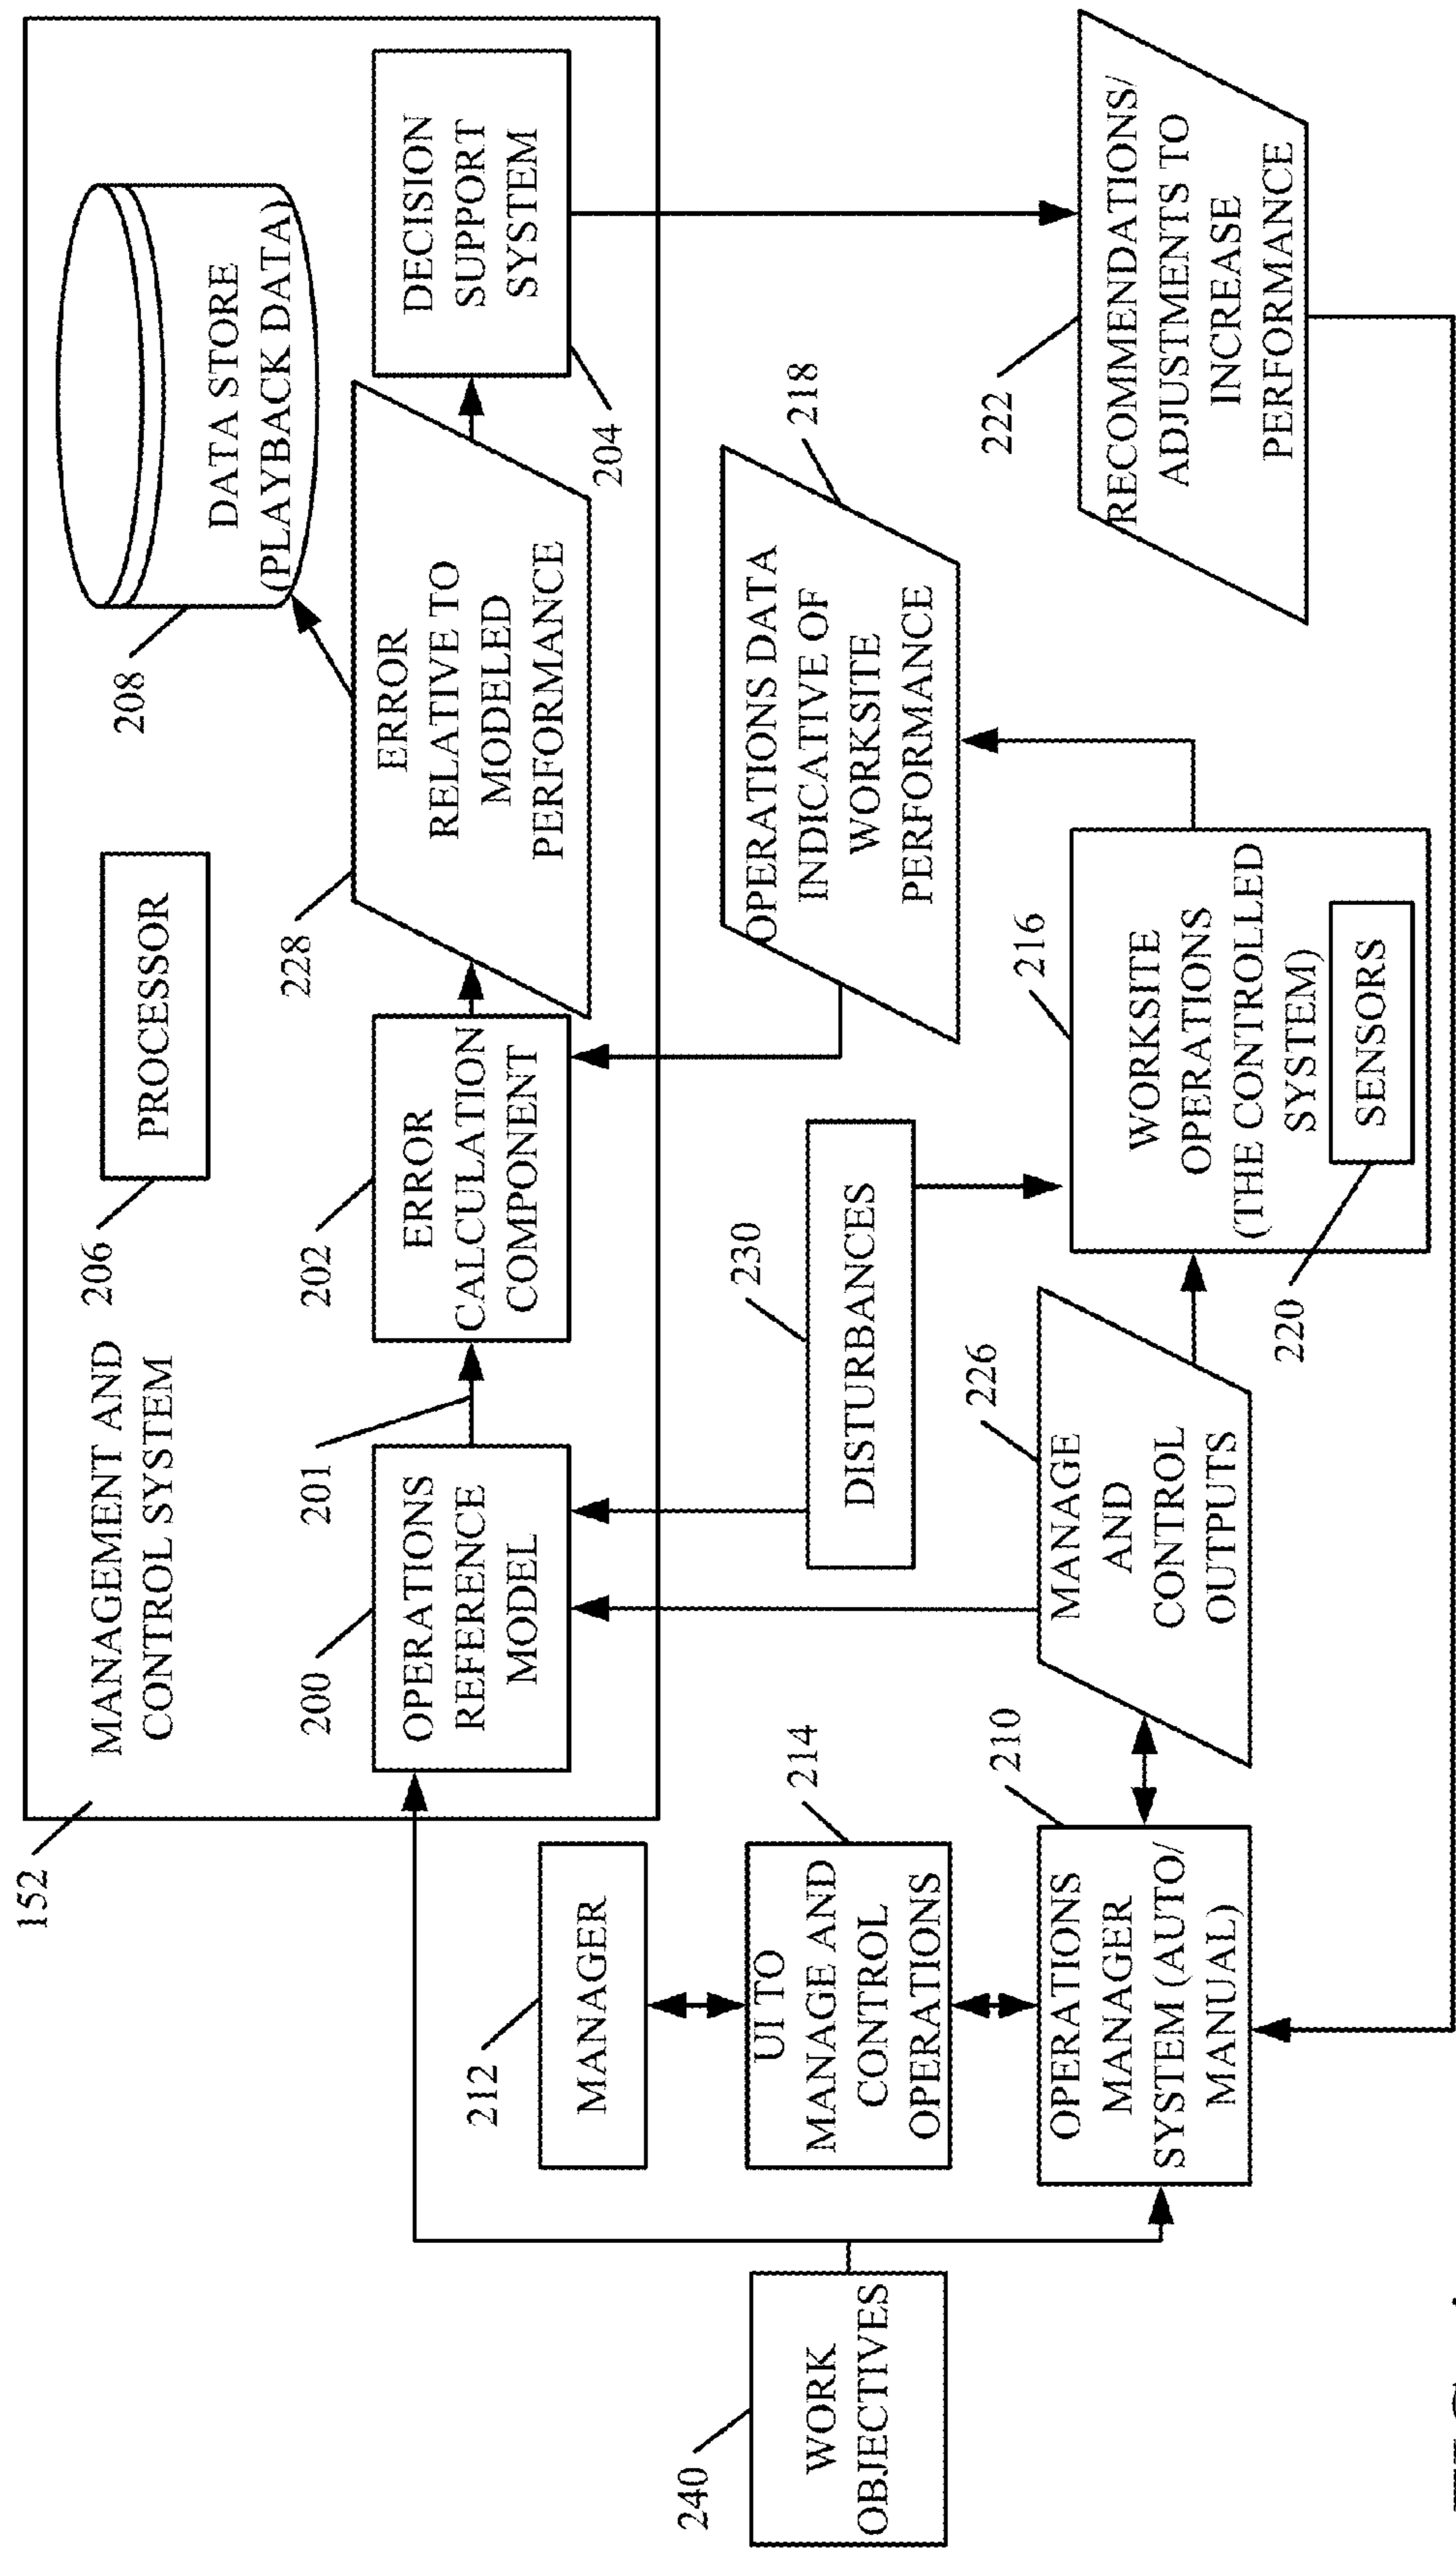 152
MANAGEMENT AND
CONTROL SYSTEM
206
PROCESSOR
208
DATA STORE
(PLAYBACK DATA)
200
OPERATIONS
REFERENCE
MODEL
201
202
ERROR
CALCULATION
COMPONENT
228
ERROR
RELATIVE TO
MODELED
PERFORMANCE
204
DECISION
SUPPORT
SYSTEM
212
MANAGER
240
WORK
OBJECTIVES
214
UI TO
MANAGE AND
CONTROL
OPERATIONS
230
DISTURBANCES
218
OPERATIONS DATA
INDICATIVE OF
WORKSITE
PERFORMANCE
210
OPERATIONS
MANAGER
SYSTEM (AUTO/
MANUAL)
226
MANAGE
AND
CONTROL
OUTPUTS
216
WORKSITE
OPERATIONS
(THE CONTROLLED
SYSTEM)
220
SENSORS
222
RECOMMENDATIONS/
ADJUSTMENTS TO
INCREASE
PERFORMANCE